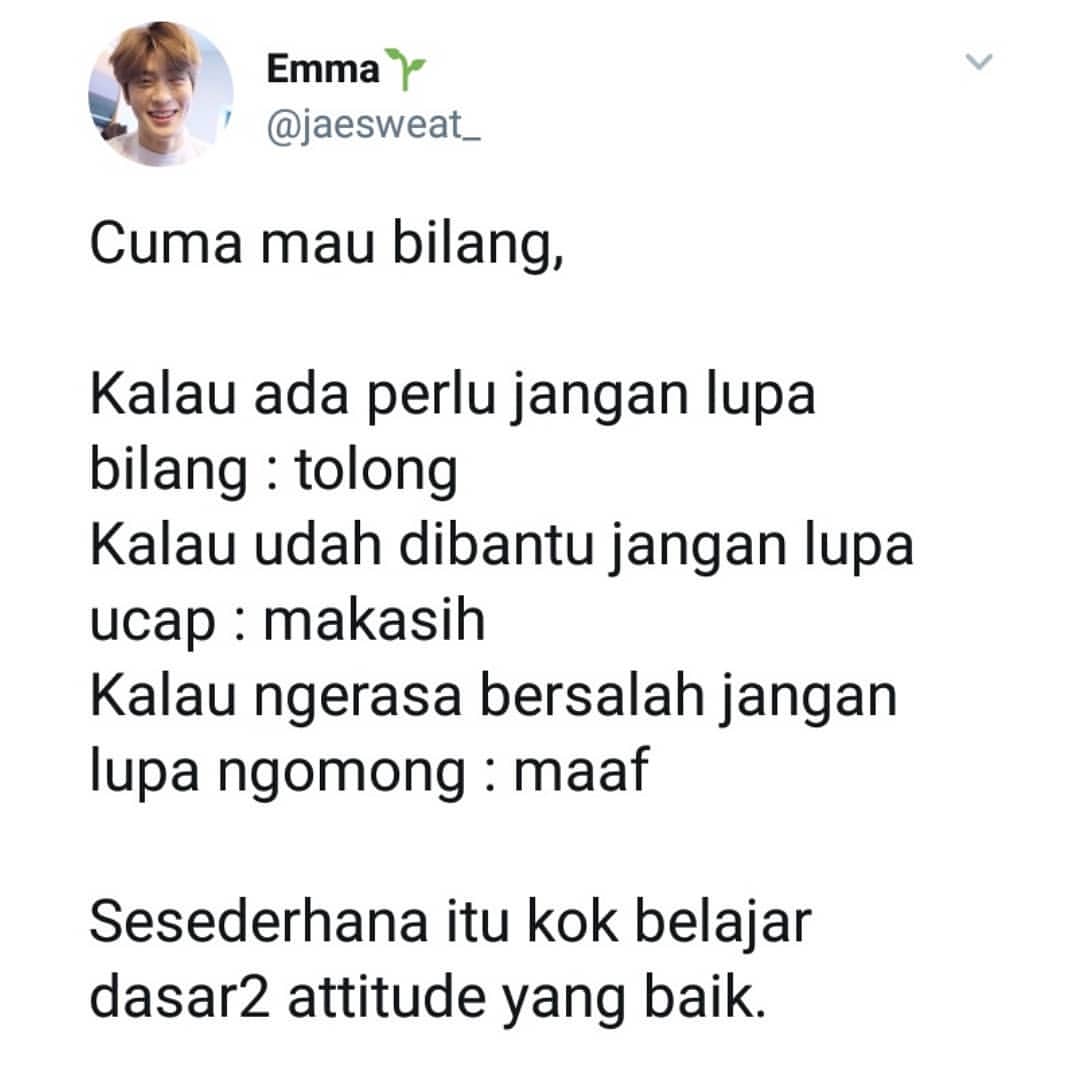 Emma🌱
@jaesweat_
Cuma mau bilang,
Kalau ada perlu jangan lupa
bilang : tolong
Kalau udah dibantu jangan lupa
ucap : makasih
Kalau ngerasa bersalah jangan
lupa ngomong : maaf
Sesederhana itu kok belajar
dasar2 attitude yang baik.